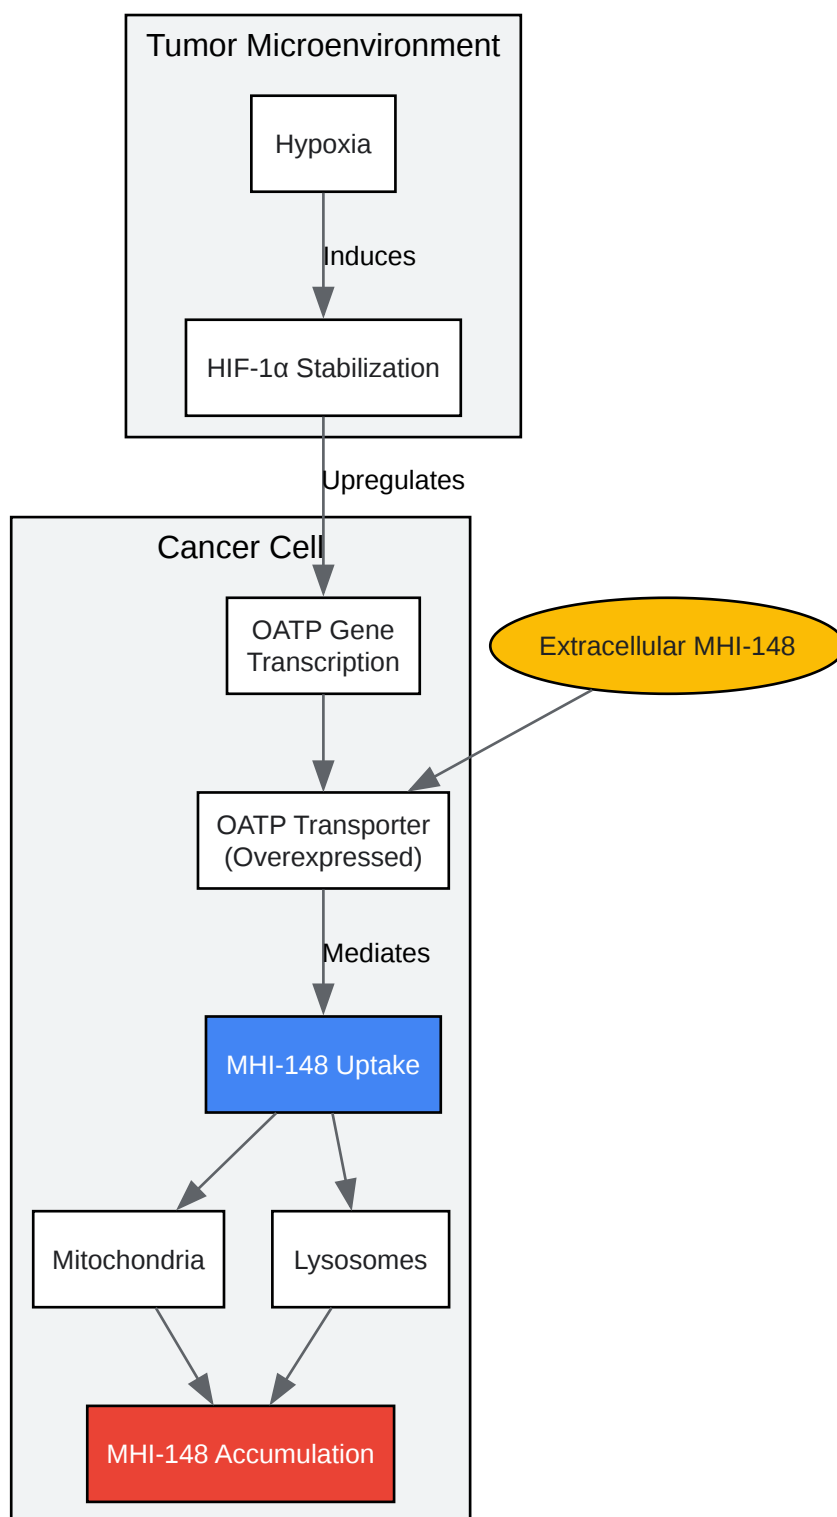 Tumor Microenvironment
Hypoxia
Induces
HIF-1α Stabilization
Upregulates
Cancer Cell
OATP Gene
Transcription
Extracellular MHI-148
OATP Transporter
(Overexpressed)
Mediates
MHI-148 Uptake
Mitochondria
Lysosomes
MHI-148 Accumulation